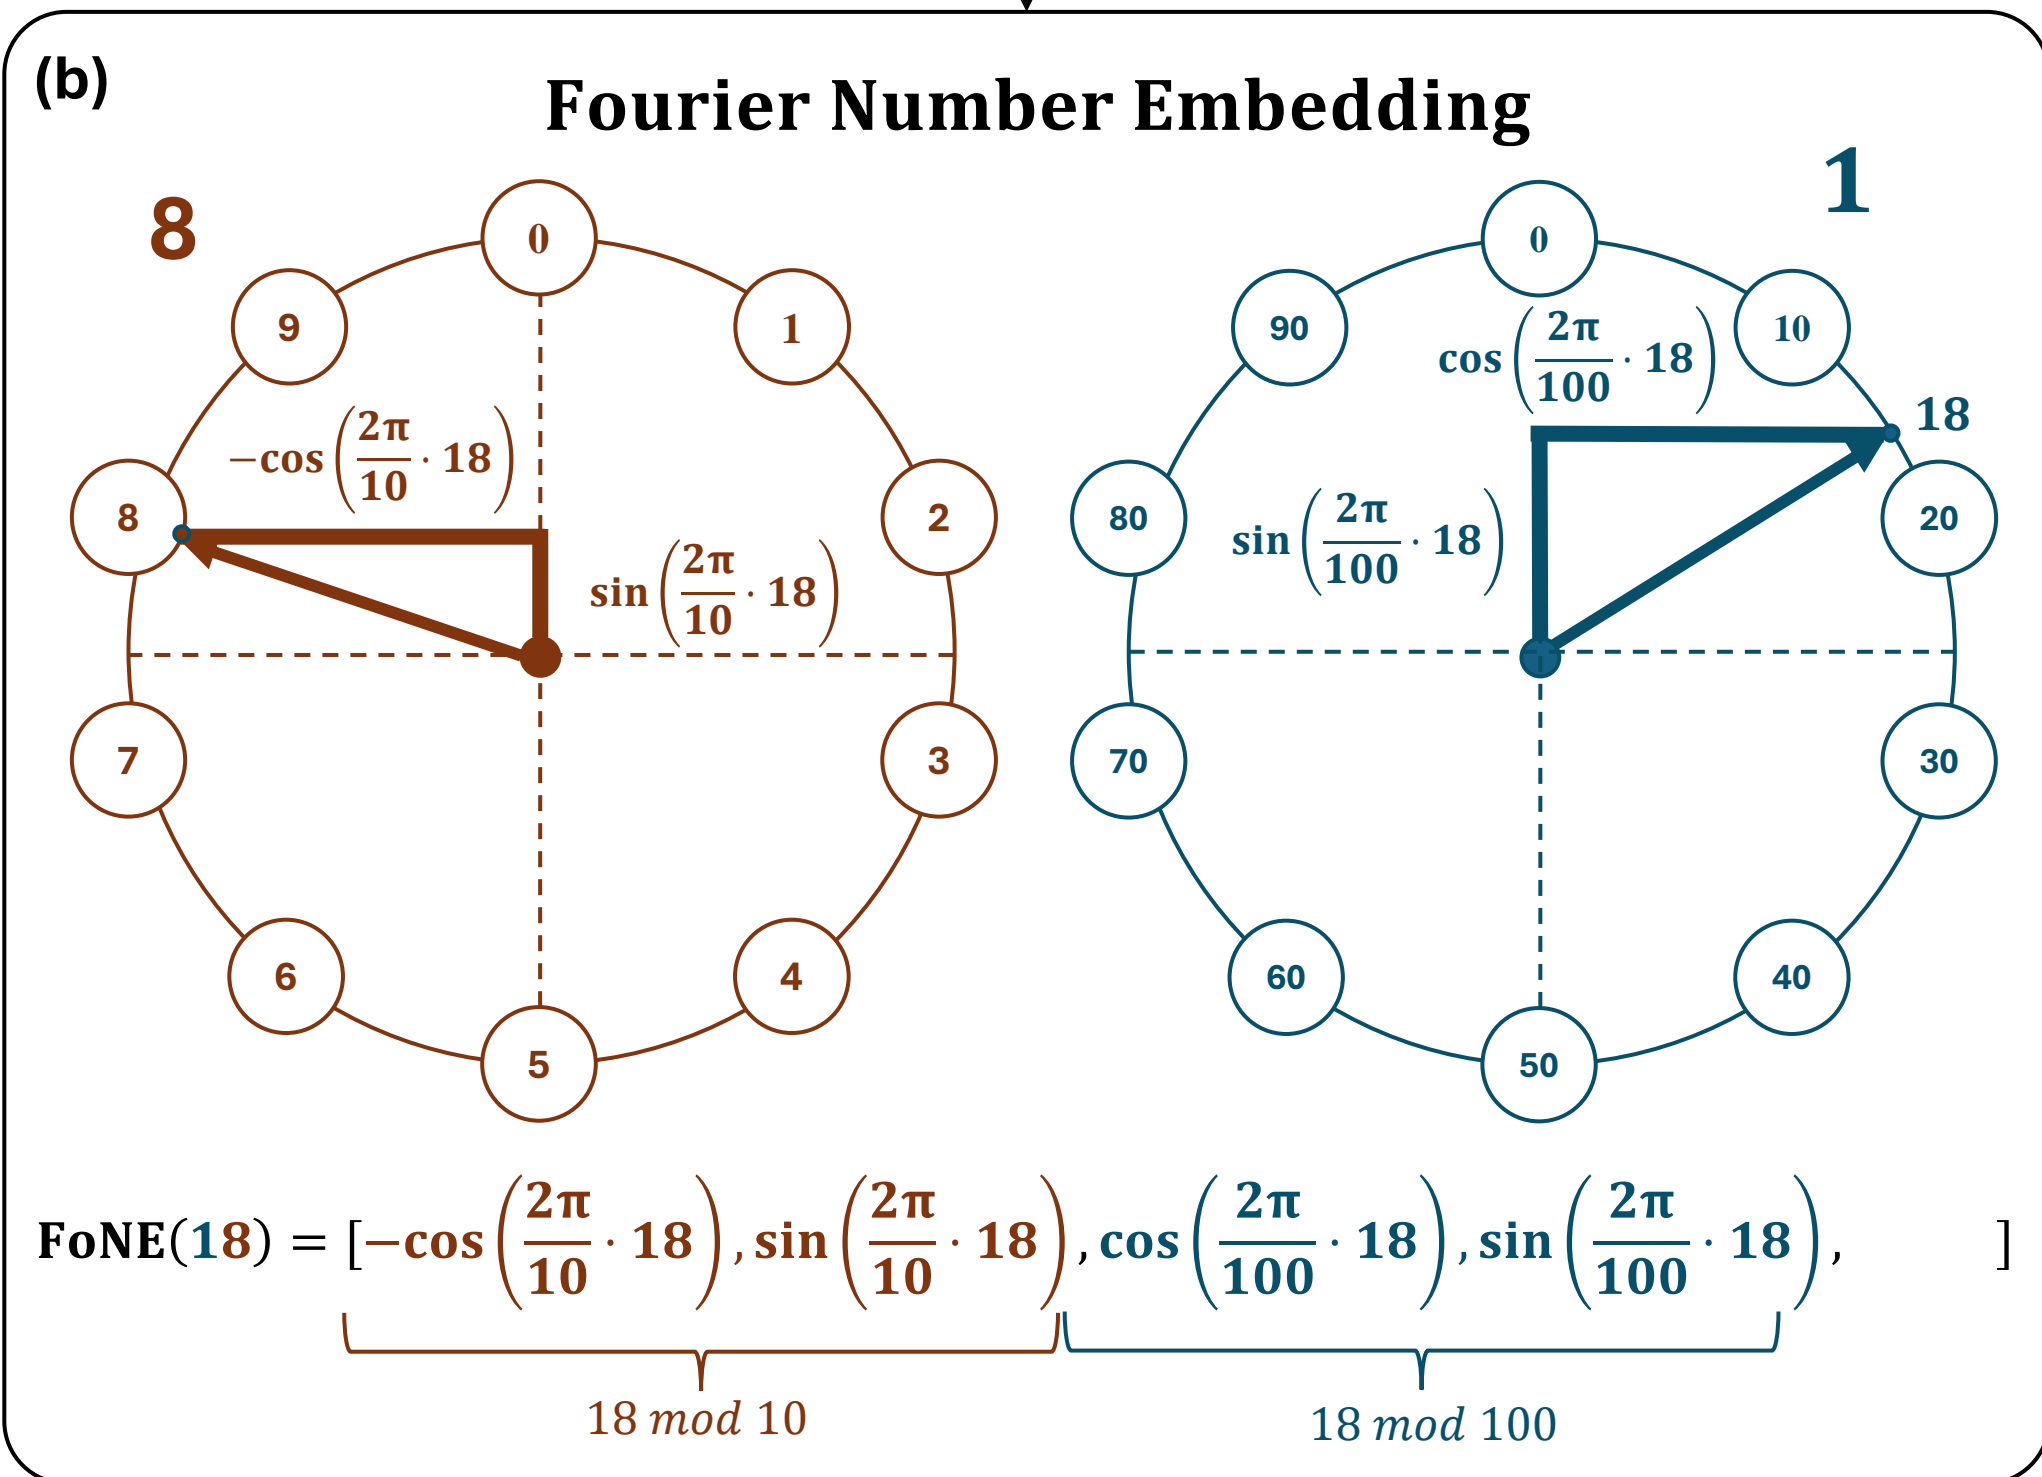 (b)
Fourier Number Embedding
8
0
1
2
3
4
5
6
7
8
9
−cos(2π/10 · 18)
sin(2π/10 · 18)
1
0
10
18
20
30
40
50
60
70
80
90
cos(2π/100 · 18)
sin(2π/100 · 18)
FoNE(18) = [−cos(2π/10 · 18), sin(2π/10 · 18), cos(2π/100 · 18), sin(2π/100 · 18), ]
18 mod 10
18 mod 100